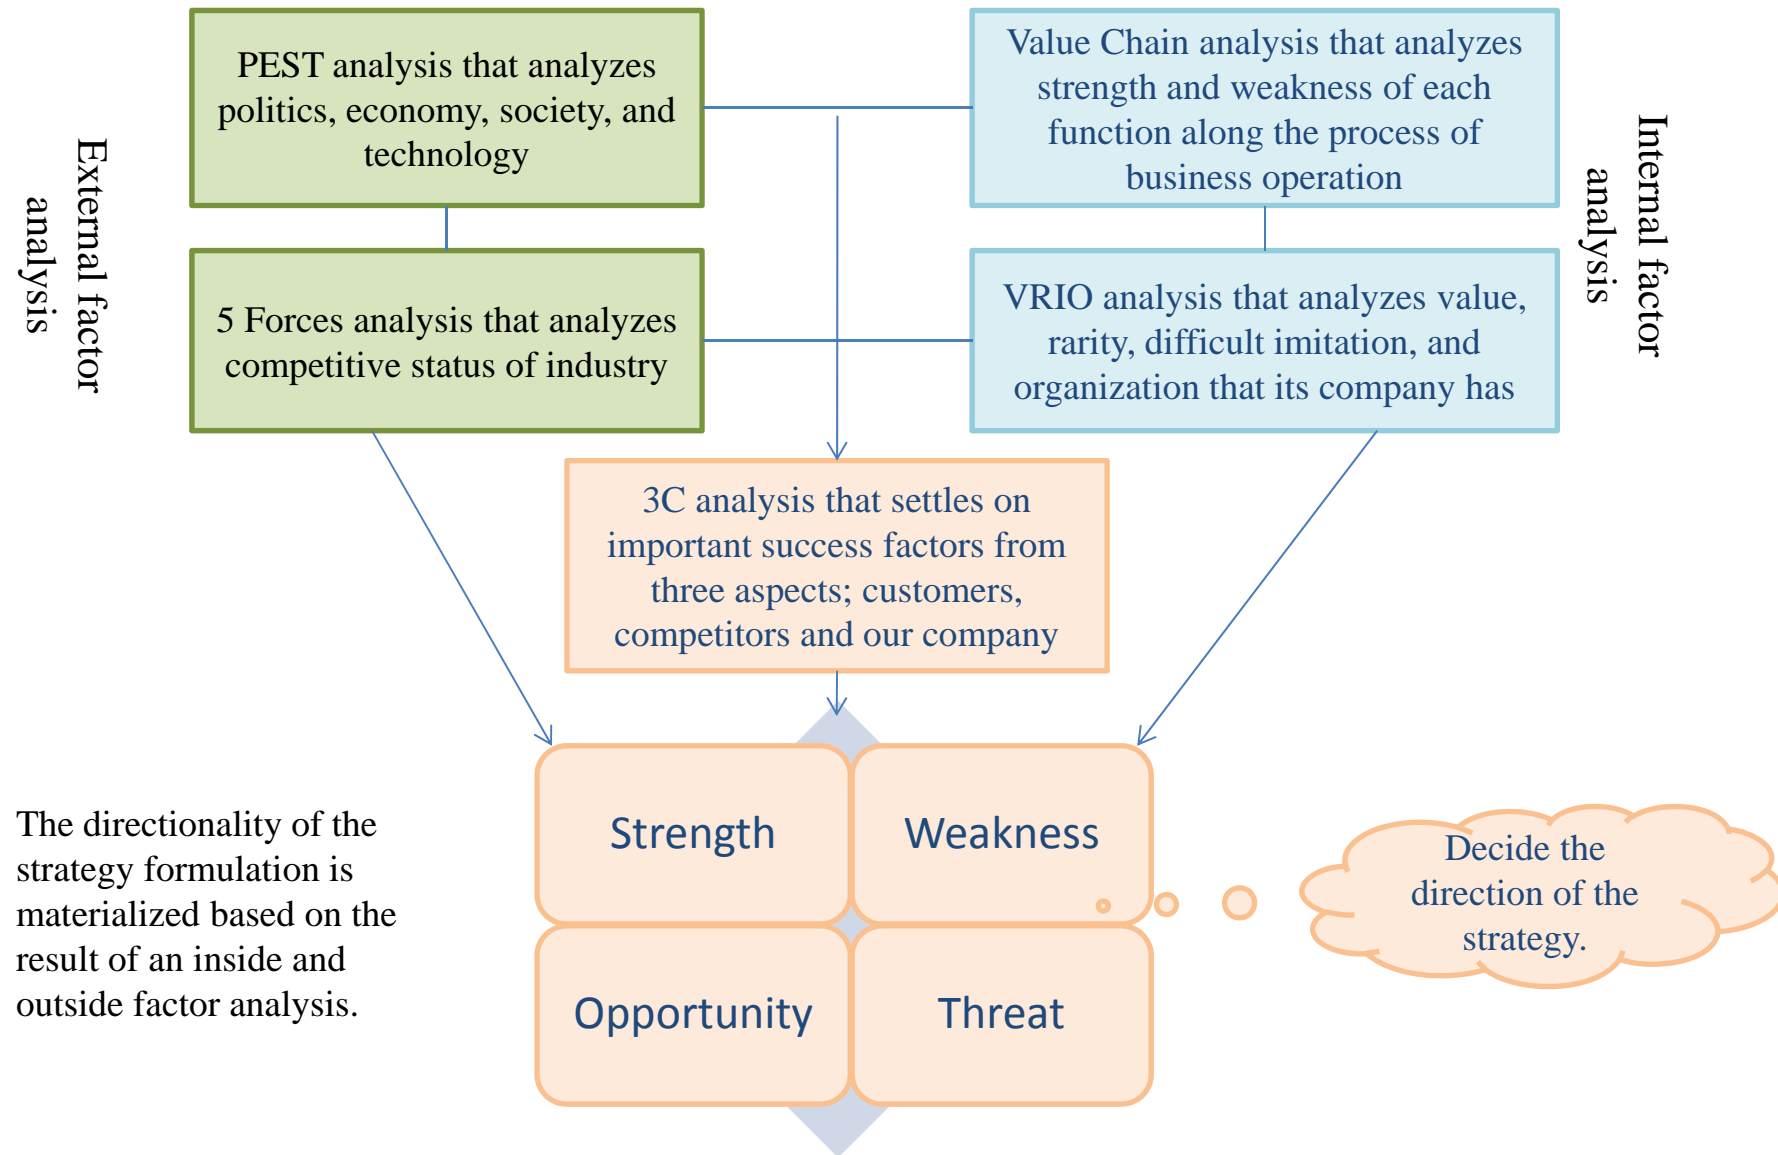 External factor
analysis
PEST analysis that analyzes
politics, economy, society, and
technology
5 Forces analysis that analyzes
competitive status of industry
Value Chain analysis that analyzes
strength and weakness of each
function along the process of
business operation
VRIO analysis that analyzes value,
rarity, difficult imitation, and
organization that its company has
Internal factor
analysis
3C analysis that settles on
important success factors from
three aspects; customers,
competitors and our company
The directionality of the
strategy formulation is
materialized based on the
result of an inside and
outside factor analysis.
Strength
Weakness
Opportunity
Threat
Decide the
direction of the
strategy.